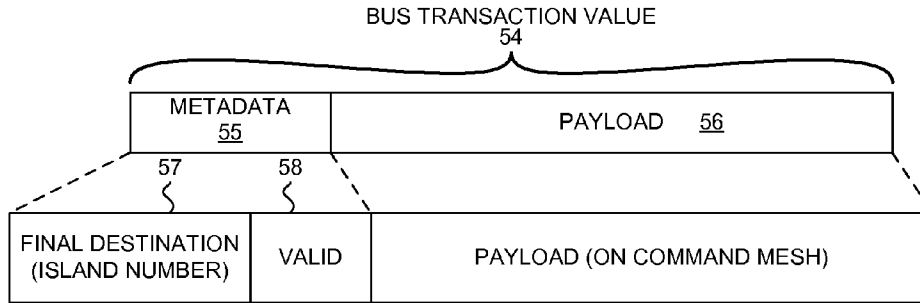 BUS TRANSACTION VALUE
54
METADATA
55
PAYLOAD 56
57
58
FINAL DESTINATION
(ISLAND NUMBER)
VALID
PAYLOAD (ON COMMAND MESH)